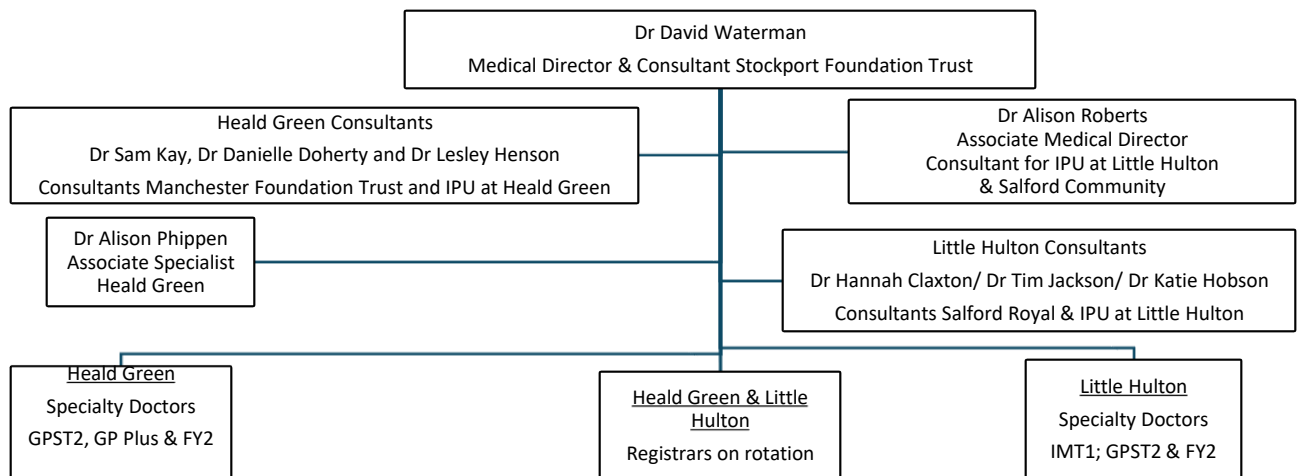 Dr David Waterman
Medical Director & Consultant Stockport Foundation Trust
Heald Green Consultants
Dr Sam Kay, Dr Danielle Doherty and Dr Lesley Henson
Consultants Manchester Foundation Trust and IPU at Heald Green
Dr Alison Roberts
Associate Medical Director
Consultant for IPU at Little Hulton
& Salford Community
Dr Alison Phippen
Associate Specialist
Heald Green
Little Hulton Consultants
Dr Hannah Claxton/ Dr Tim Jackson/ Dr Katie Hobson
Consultants Salford Royal & IPU at Little Hulton
Heald Green
Specialty Doctors
GPST2, GP Plus & FY2
Heald Green & Little
Hulton
Registrars on rotation
Little Hulton
Specialty Doctors
IMT1; GPST2 & FY2